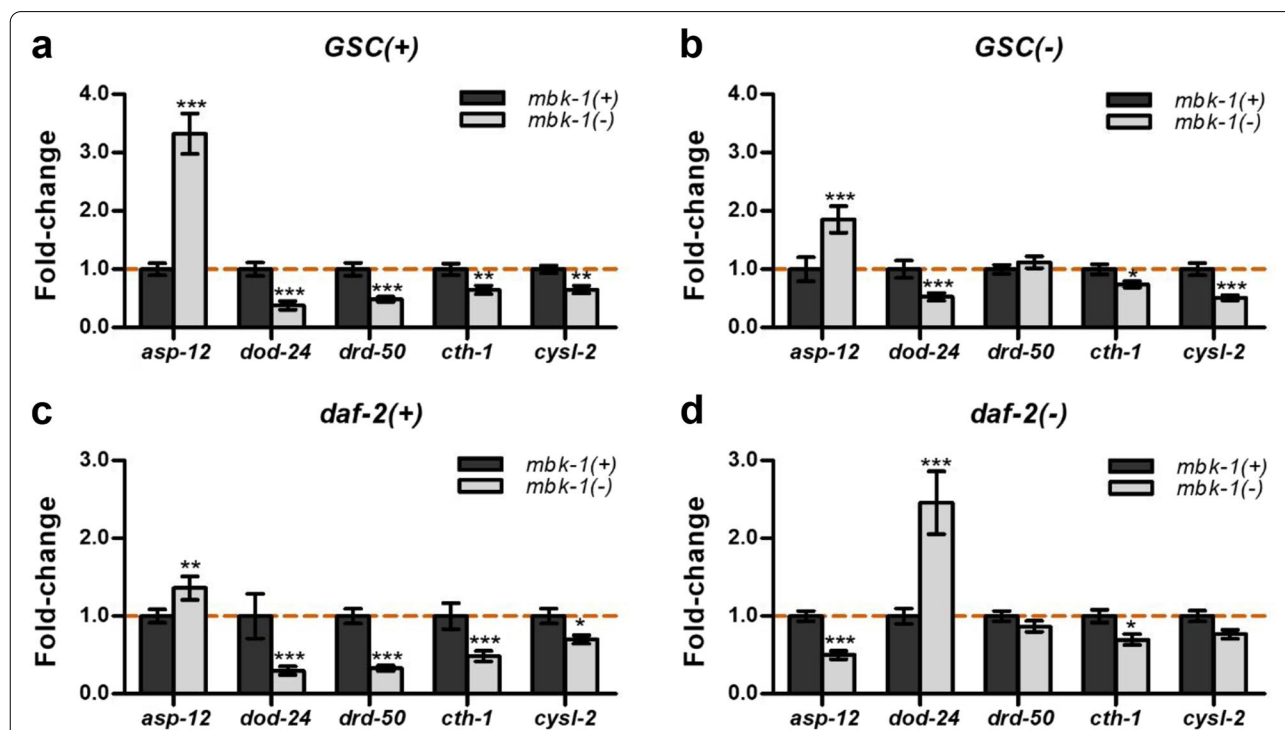 a
GSC(+)
Fold-change
4.0
3.0
2.0
1.0
0.0
mbk-1(+)
mbk-1(-)
***
***
***
**
**
asp-12 dod-24 drd-50 cth-1 cysl-2
b
GSC(-)
Fold-change
4.0
3.0
2.0
1.0
0.0
mbk-1(+)
mbk-1(-)
***
***
*
***
asp-12 dod-24 drd-50 cth-1 cysl-2
c
daf-2(+)
Fold-change
3.0
2.0
1.0
0.0
mbk-1(+)
mbk-1(-)
**
***
***
***
*
asp-12 dod-24 drd-50 cth-1 cysl-2
d
daf-2(-)
Fold-change
3.0
2.0
1.0
0.0
mbk-1(+)
mbk-1(-)
***
***
*
asp-12 dod-24 drd-50 cth-1 cysl-2